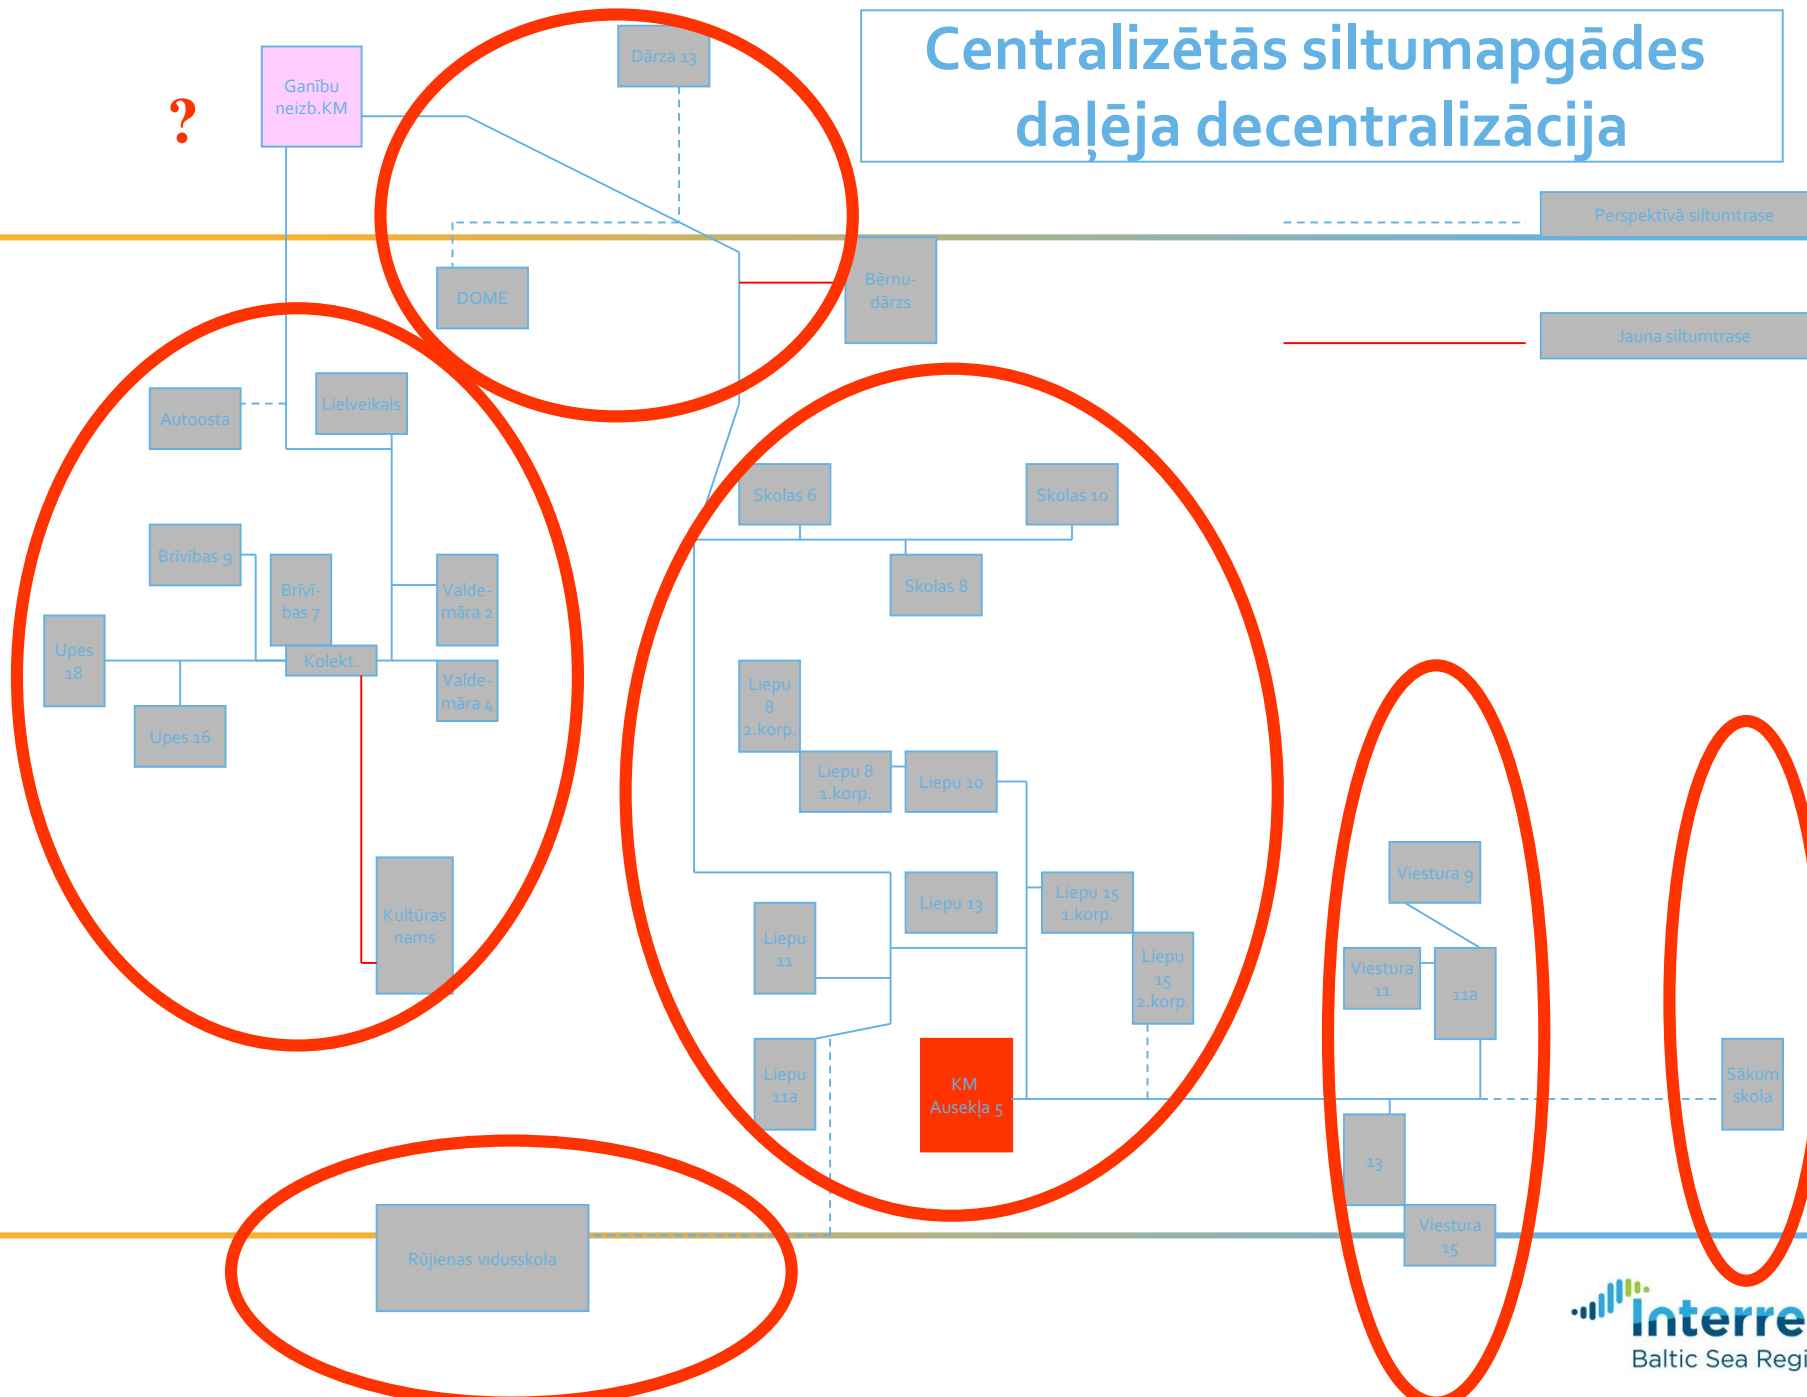 Centralizētās siltumapgādes
daļēja decentralizācija
Dārza 13
Ganību
neizb.KM
?
Perspektīvā siltumtrase
Bērnu-
dārzs
DOME
Jauna siltumtrase
Autoosta
Lielveikals
Skolas 6
Skolas 10
Brīvības 9
Brīvī-
bas 7
Valde-
māra 2
Skolas 8
Upes
18
Kolekt.
Valde-
māra 4
Upes 16
Liepu
8
2.korp.
Liepu 8
1.korp.
Liepu 10
Kultūras
nams
Liepu 13
Liepu 15
1.korp.
Liepu
11
Liepu
15
2.korp.
Viestura 9
Viestura
11
11a
Liepu
11a
KM
Ausekļa 5
Sākum
skola
13
Viestura
15
Rūjienas vidusskola
Interre
Baltic Sea Regi